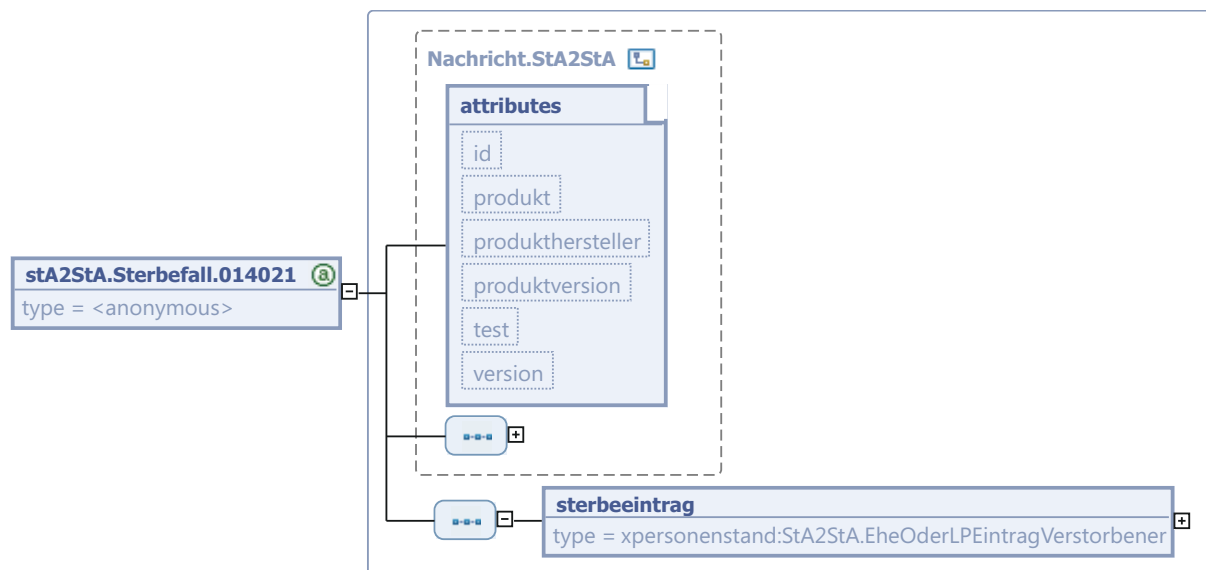 Nachricht.StA2StA
attributes
id
produkt
produkthersteller
produktversion
test
version
stA2StA.Sterbefall.014021
type = <anonymous>
sterbeeintrag
type = xpersonenstand:StA2StA.EheOderLPEintragVerstorbener